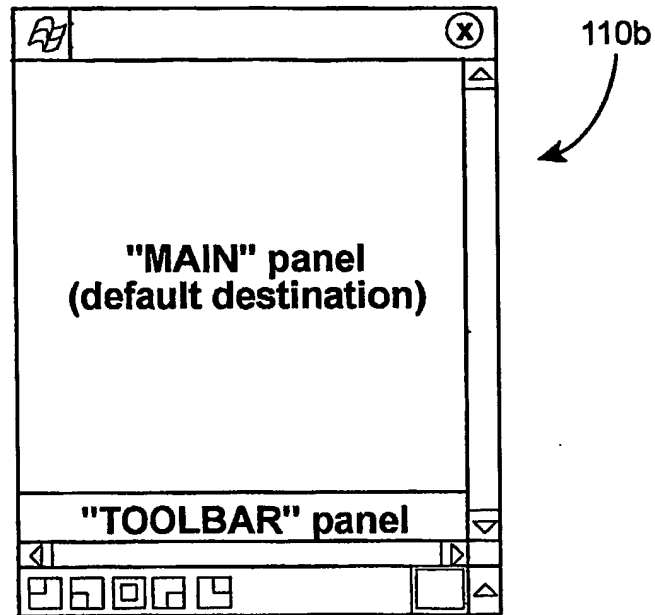 X
110b
"MAIN" panel
(default destination)
"TOOLBAR" panel